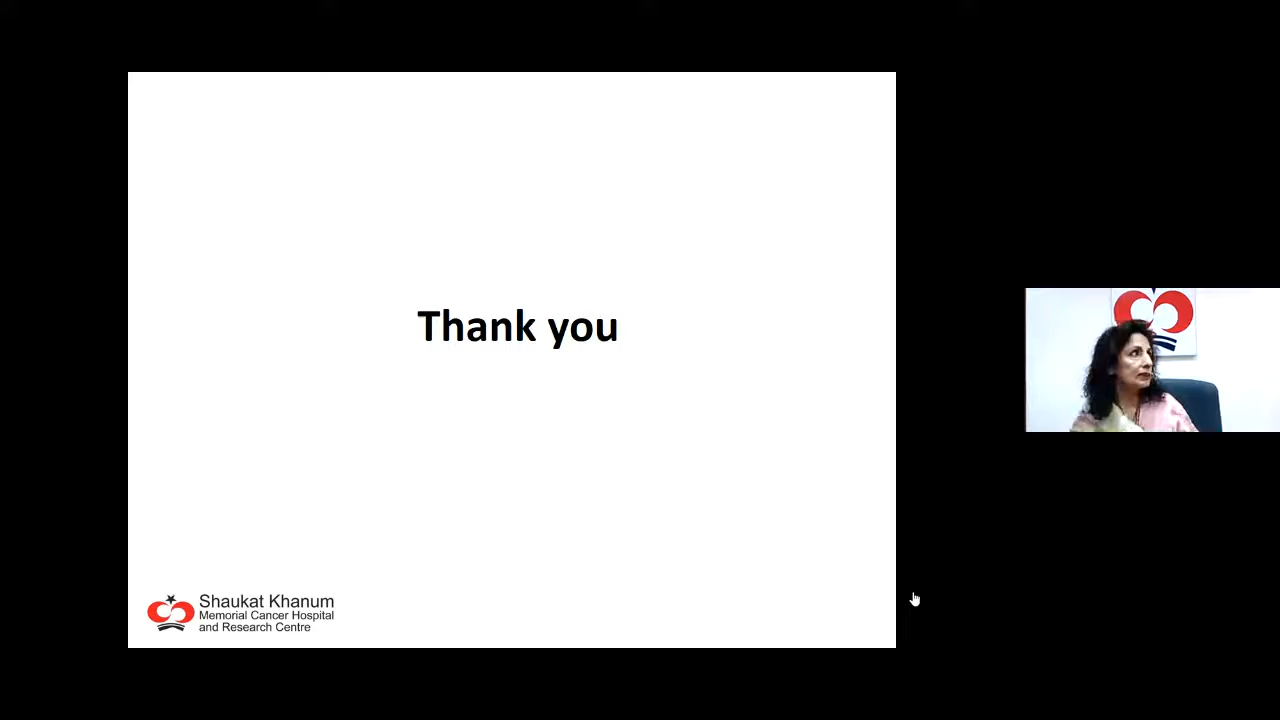 Thank you
Shaukat Khanum
Memorial Cancer Hospital
and Research Centre